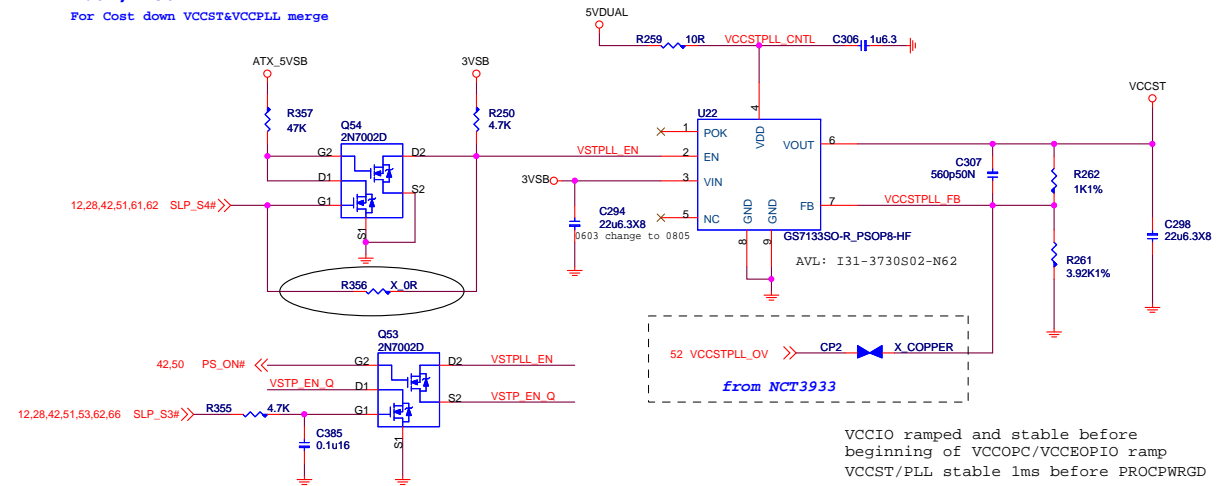 For Cost down VCCST&VCCPLL merge
5VDUAL
R259 10R VCCSTPLL_CNTL C306 1u6.3
ATX_5VSB 3VSB VCCST
R357
47K
Q54
2N7002D
R250
4.7K
U22
4
VDD
1 POK
VOUT 6
G2 D2 VSTPLL_EN 2 EN
D1 S2
3VSB 3 VIN
C307
560p50N
R262
1K1%
12,28,42,51,61,62 SLP_S4# G1
S1
FB 7 VCCSTPLL_FB
C294
22u6.3X8
0603 change to 0805
5 NC
GND GND
8 9
GS7133SO-R_PSOP8-HF
AVL: I31-3730S02-N62
C298
22u6.3X8
R261
3.92K1%
R356 X_0R
Q53
2N7002D
42,50 PS_ON# G2 D2 VSTPLL_EN
VSTP_EN_Q D1 S2 VSTP_EN_Q
12,28,42,51,53,62,66 SLP_S3# R355 4.7K G1
S1
C385
0.1u16
52 VCCSTPLL_OV CP2 X_COPPER
from NCT3933
VCCIO ramped and stable before
beginning of VCCOPC/VCCEOPIO ramp
VCCST/PLL stable 1ms before PROCPWRGD